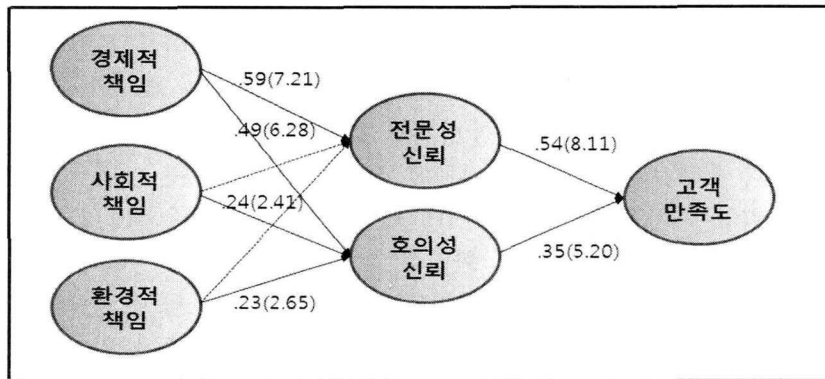 경제적
책임
.59(7.21)
.49(6.28)
전문성
신뢰
.54(8.11)
사회적
책임
.24(2.41)
고객
만족도
호의성
신뢰
.35(5.20)
환경적
책임
.23(2.65)